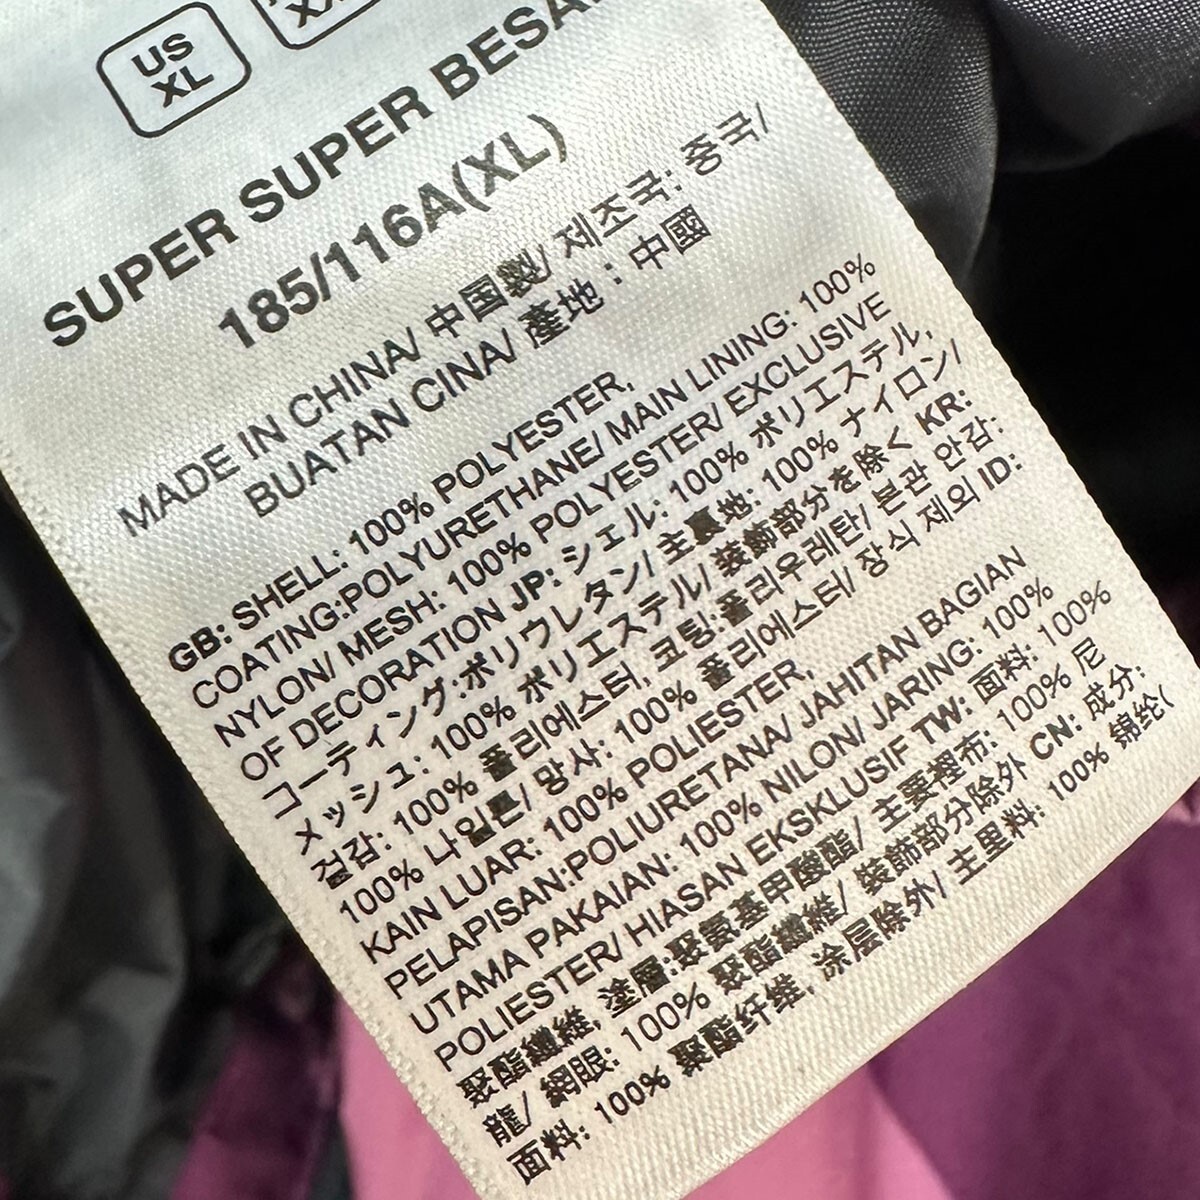 US
XL
SUPER SUPER
185/116A(XL)
MADE IN CHINA/ 中国製/ 제조국: 중국/
BUATAN CINA/ 產地：中國
GB: SHELL: 100% POLYESTER,
COATING:POLYURETHANE/ MAIN LINING: 100%
NYLON/ MESH: 100% POLYESTER/ EXCLUSIVE
OF DECORATION JP: シェル: 100% ポリエステル,
コーティング:ポリウレタン/ 主裏地: 100% ナイロン/
メッシュ: 100% ポリエステル/ 装飾部分を除く KR:
겉감: 100% 폴리에스터, 코팅:폴리우레탄/ 본판 안감:
100% 나일론/ 망사: 100% 폴리에스터/ 장식 제외 ID:
KAIN LUAR: 100% POLIESTER,
PELAPISAN:POLIURETANA/ JAHITAN BAGIAN
UTAMA PAKAIAN: 100% NILON/ JARING: 100%
POLIESTER/ HIASAN EKSKLUSIF TW: 面料: 100%
聚酯纖維, 塗層:聚氨基甲酸酯/ 主要裡布: 100% 尼
龍/ 網眼: 100% 聚酯纖維/ 裝飾部分除外 CN: 成分:
面料: 100% 聚酯纤维, 涂层除外/ 主里料: 100% 锦纶(